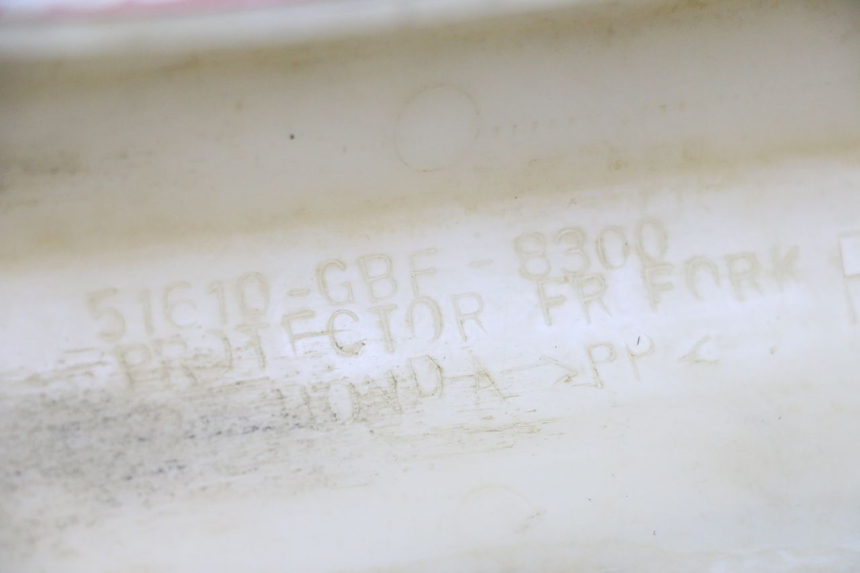 51610-GBF-8300
PROTECTOR FR FORK
HONDA >PP<